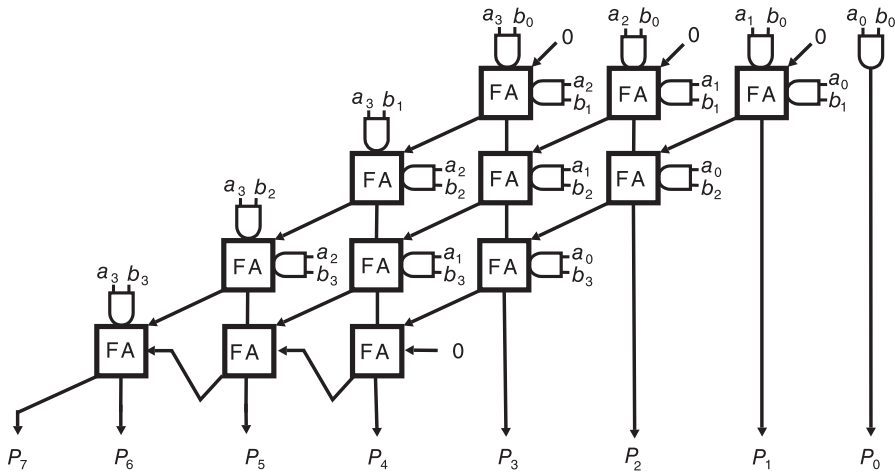 a3 b0 a2 b0 a1 b0 a0 b0
0 0 0
FA a2 b1 FA a1 b1 FA a0 b1
a3 b1
FA a2 b2 FA a1 b2 FA a0 b2
a3 b2
FA a2 b3 FA a1 b3 FA a0 b3
a3 b3
FA FA FA 0
P7 P6 P5 P4 P3 P2 P1 P0